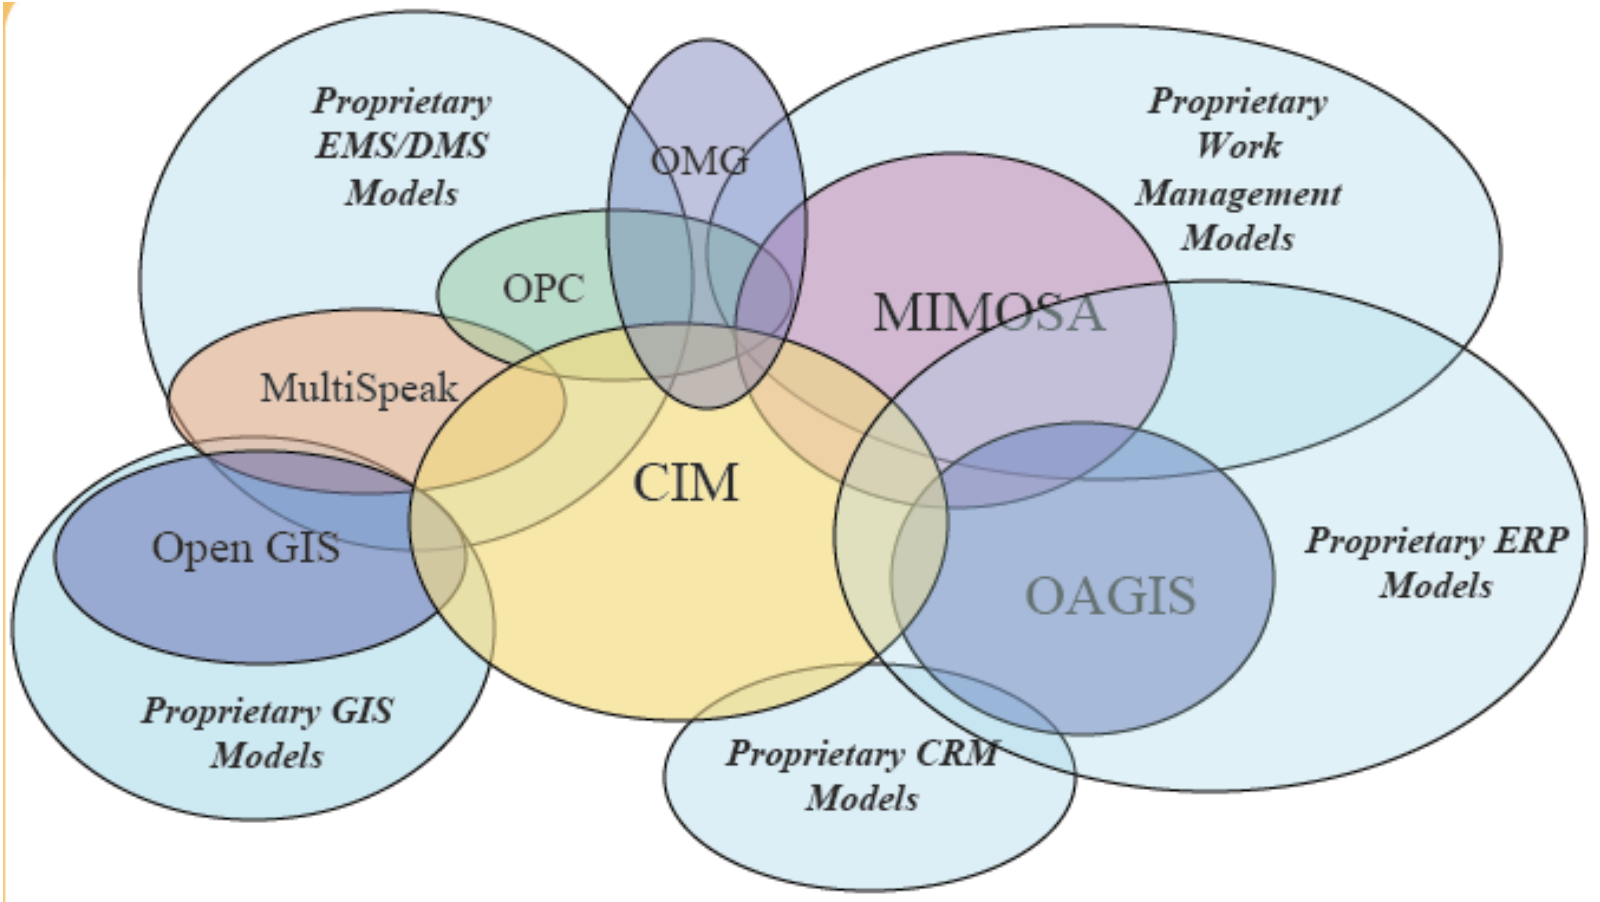 Proprietary
EMS/DMS
Models
OMG
Proprietary
Work
Management
Models
OPC
MIMOSA
MultiSpeak
CIM
Open GIS
OAGIS
Proprietary ERP
Models
Proprietary GIS
Models
Proprietary CRM
Models